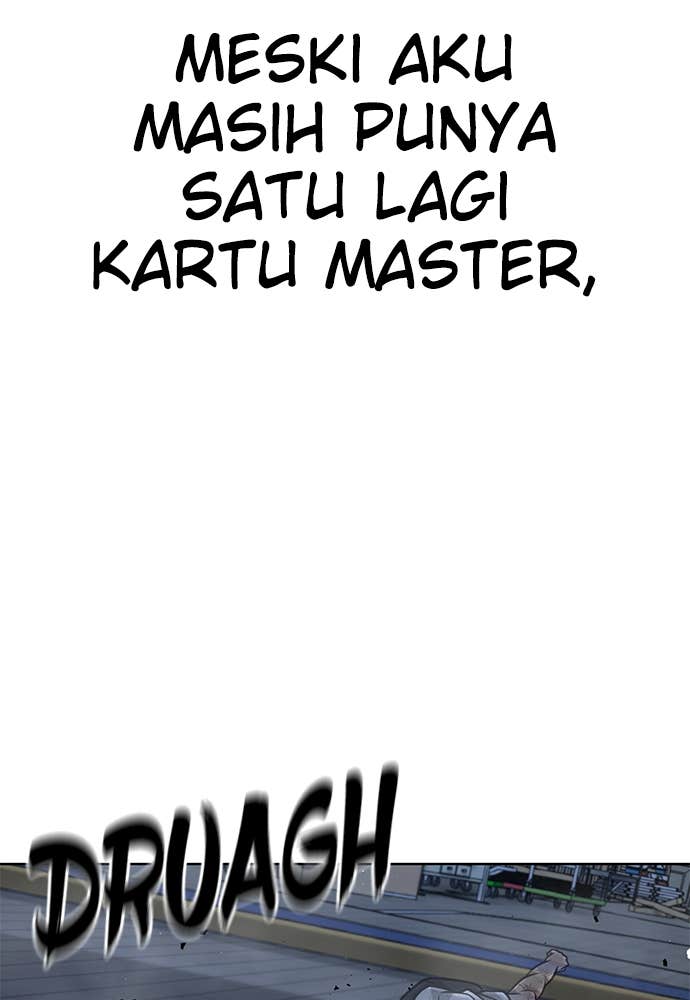 MESKI AKU
MASIH PUNYA
SATU LAGI
KARTU MASTER,
DRUAGH